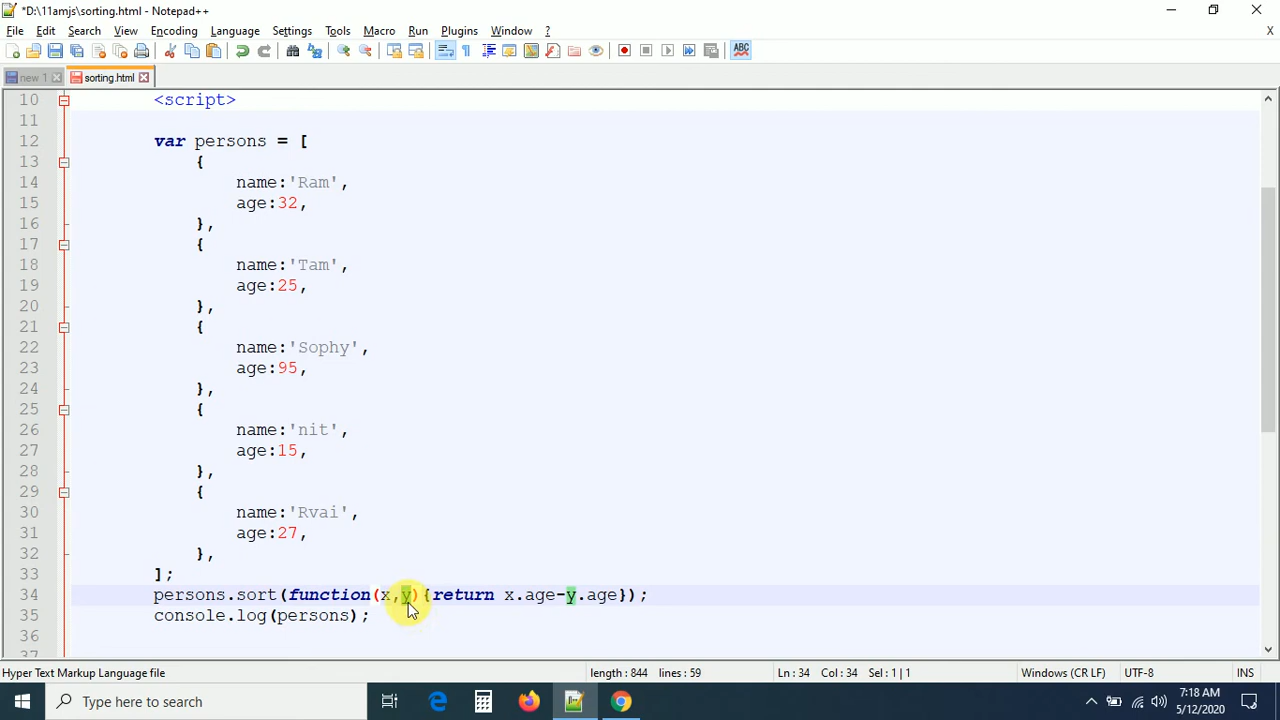 *D:\11amjs\sorting.html - Notepad++
File Edit Search View Encoding Language Settings Tools Macro Run Plugins Window ? X
ABC
new 1 sorting.html
10 <script>
11
12 var persons = [
13 {
14 name:'Ram',
15 age:32,
16 },
17 {
18 name:'Tam',
19 age:25,
20 },
21 {
22 name:'Sophy',
23 age:95,
24 },
25 {
26 name:'nit',
27 age:15,
28 },
29 {
30 name:'Rvai',
31 age:27,
32 },
33 ];
34 persons.sort(function(x,y){return x.age-y.age});
35 console.log(persons);
36
37
Hyper Text Markup Language file length : 844 lines : 59 Ln : 34 Col : 34 Sel : 1 | 1 Windows (CR LF) UTF-8 INS
Type here to search 7:18 AM
5/12/2020